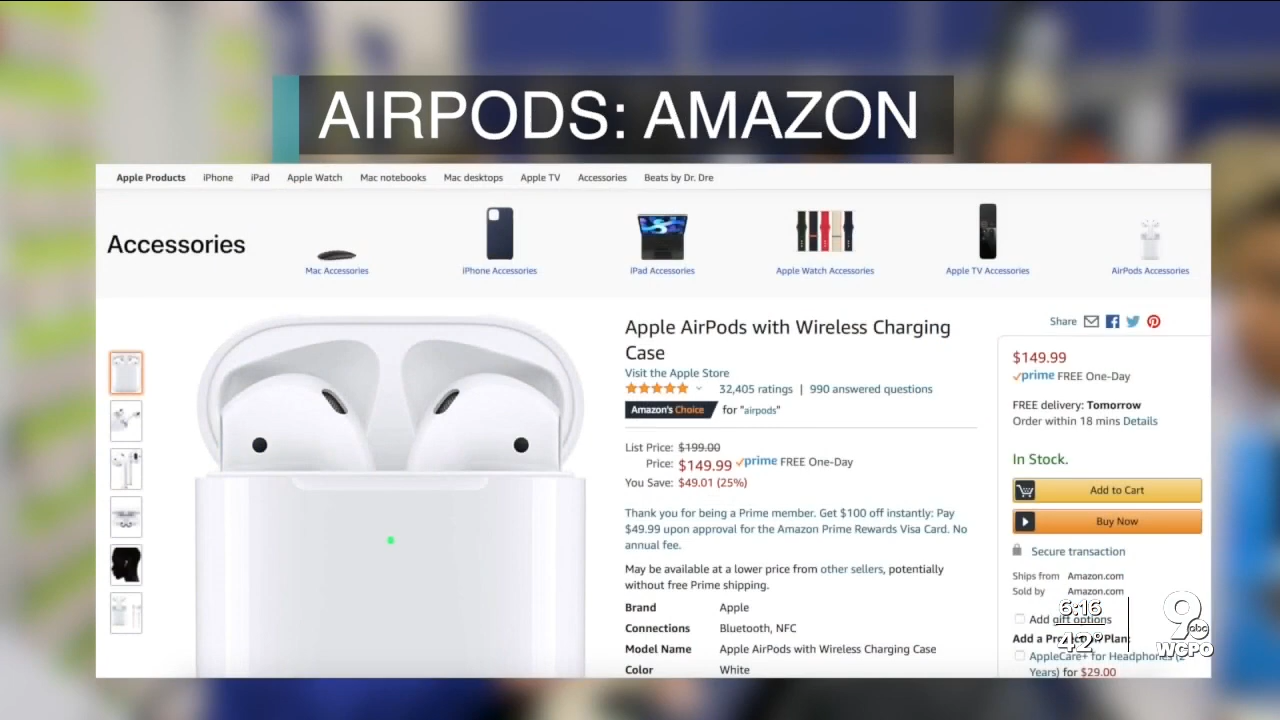 AIRPODS: AMAZON
Apple Products iPhone iPad Apple Watch Mac notebooks Mac desktops Apple TV Accessories Beats by Dr. Dre
Accessories
Mac Accessories iPhone Accessories iPad Accessories Apple Watch Accessories Apple TV Accessories AirPods Accessories
Apple AirPods with Wireless Charging
Case
Visit the Apple Store
32,405 ratings | 990 answered questions
Amazon's Choice for "airpods"
List Price: $199.00
Price: $149.99 prime FREE One-Day
You Save: $49.01 (25%)
Thank you for being a Prime member. Get $100 off instantly: Pay
$49.99 upon approval for the Amazon Prime Rewards Visa Card. No
annual fee.
May be available at a lower price from other sellers, potentially
without free Prime shipping.
Brand Apple
Connections Bluetooth, NFC
Model Name Apple AirPods with Wireless Charging Case
Color White
Share
$149.99
prime FREE One-Day
FREE delivery: Tomorrow
Order within 18 mins Details
In Stock.
Add to Cart
Buy Now
Secure transaction
Ships from Amazon.com
Sold by Amazon.com
Add gift options
Add a Protection Plan:
AppleCare+ for Headphones (2
Years) for $29.00
6:16
42°
9 abc
WCPO